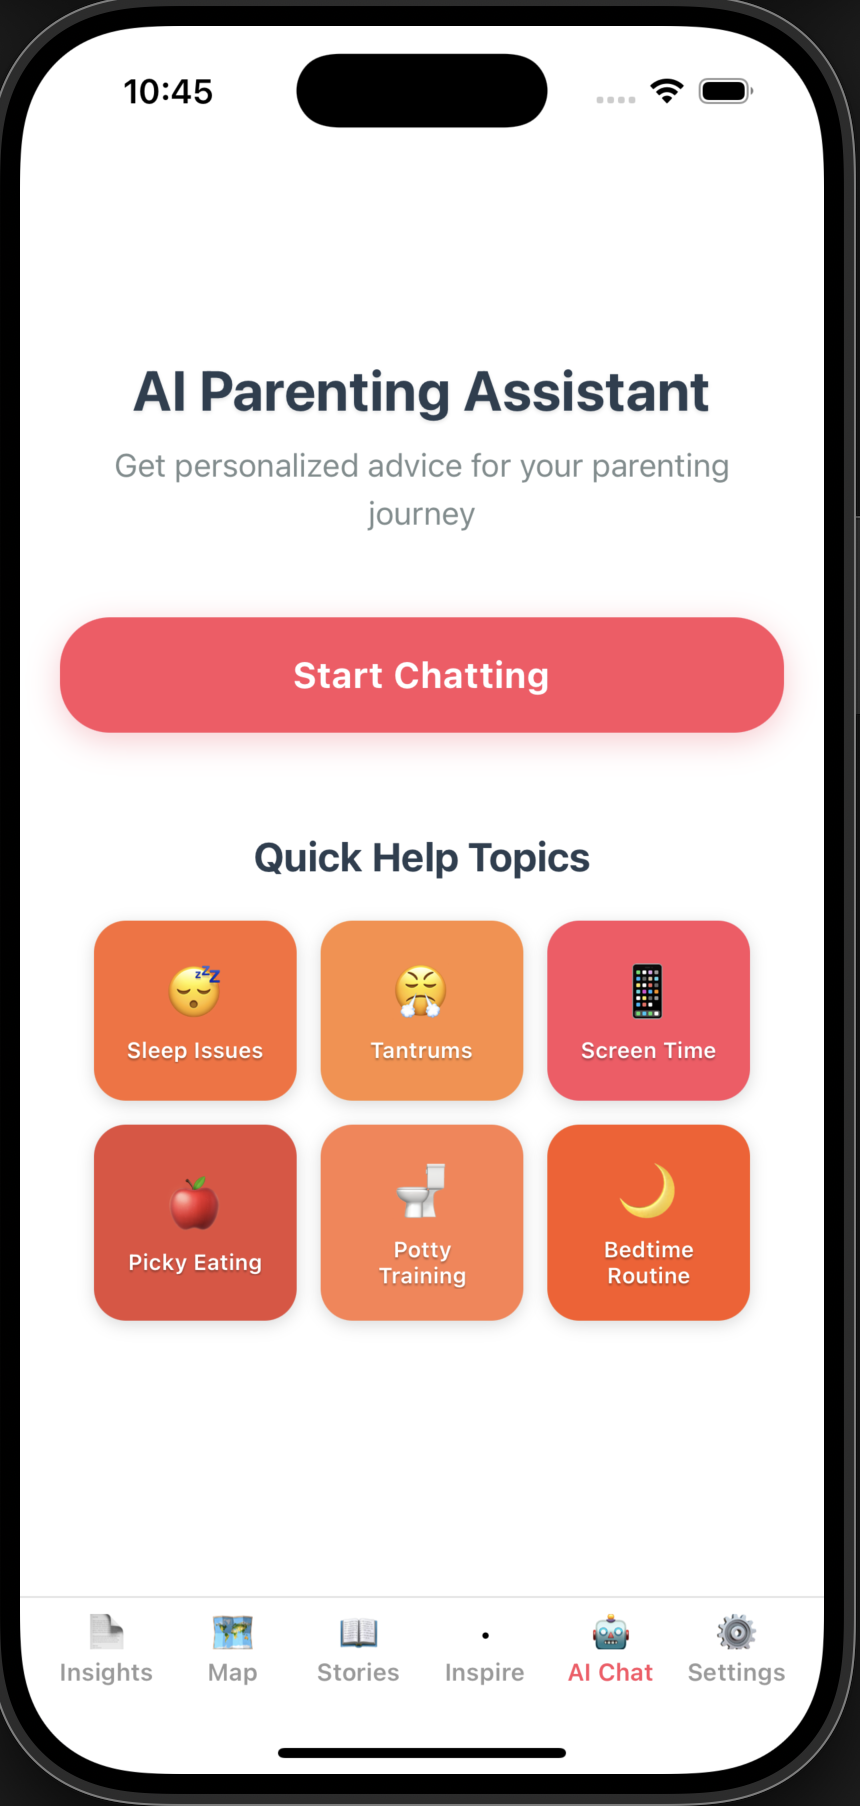 10:45
AI Parenting Assistant
Get personalized advice for your parenting
journey
Start Chatting
Quick Help Topics
Sleep Issues
Tantrums
Screen Time
Picky Eating
Potty
Training
Bedtime
Routine
Insights
Map
Stories
Inspire
AI Chat
Settings